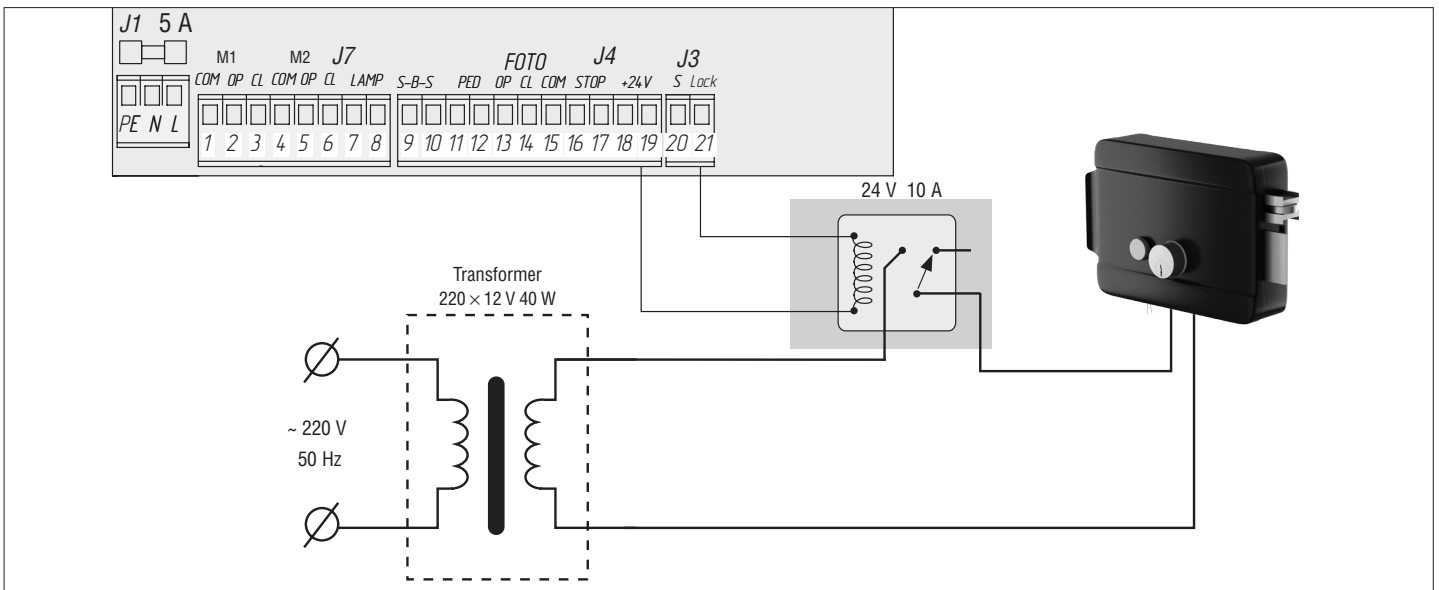 J1 5 A
M1 M2 J7 FOTO J4 J3
COM OP CL COM OP CL LAMP S-B-S PED OP CL COM STOP +24V S Lock
PE N L
1 2 3 4 5 6 7 8 9 10 11 12 13 14 15 16 17 18 19 20 21
24 V 10 A
Transformer
220 × 12 V 40 W
~ 220 V
50 Hz